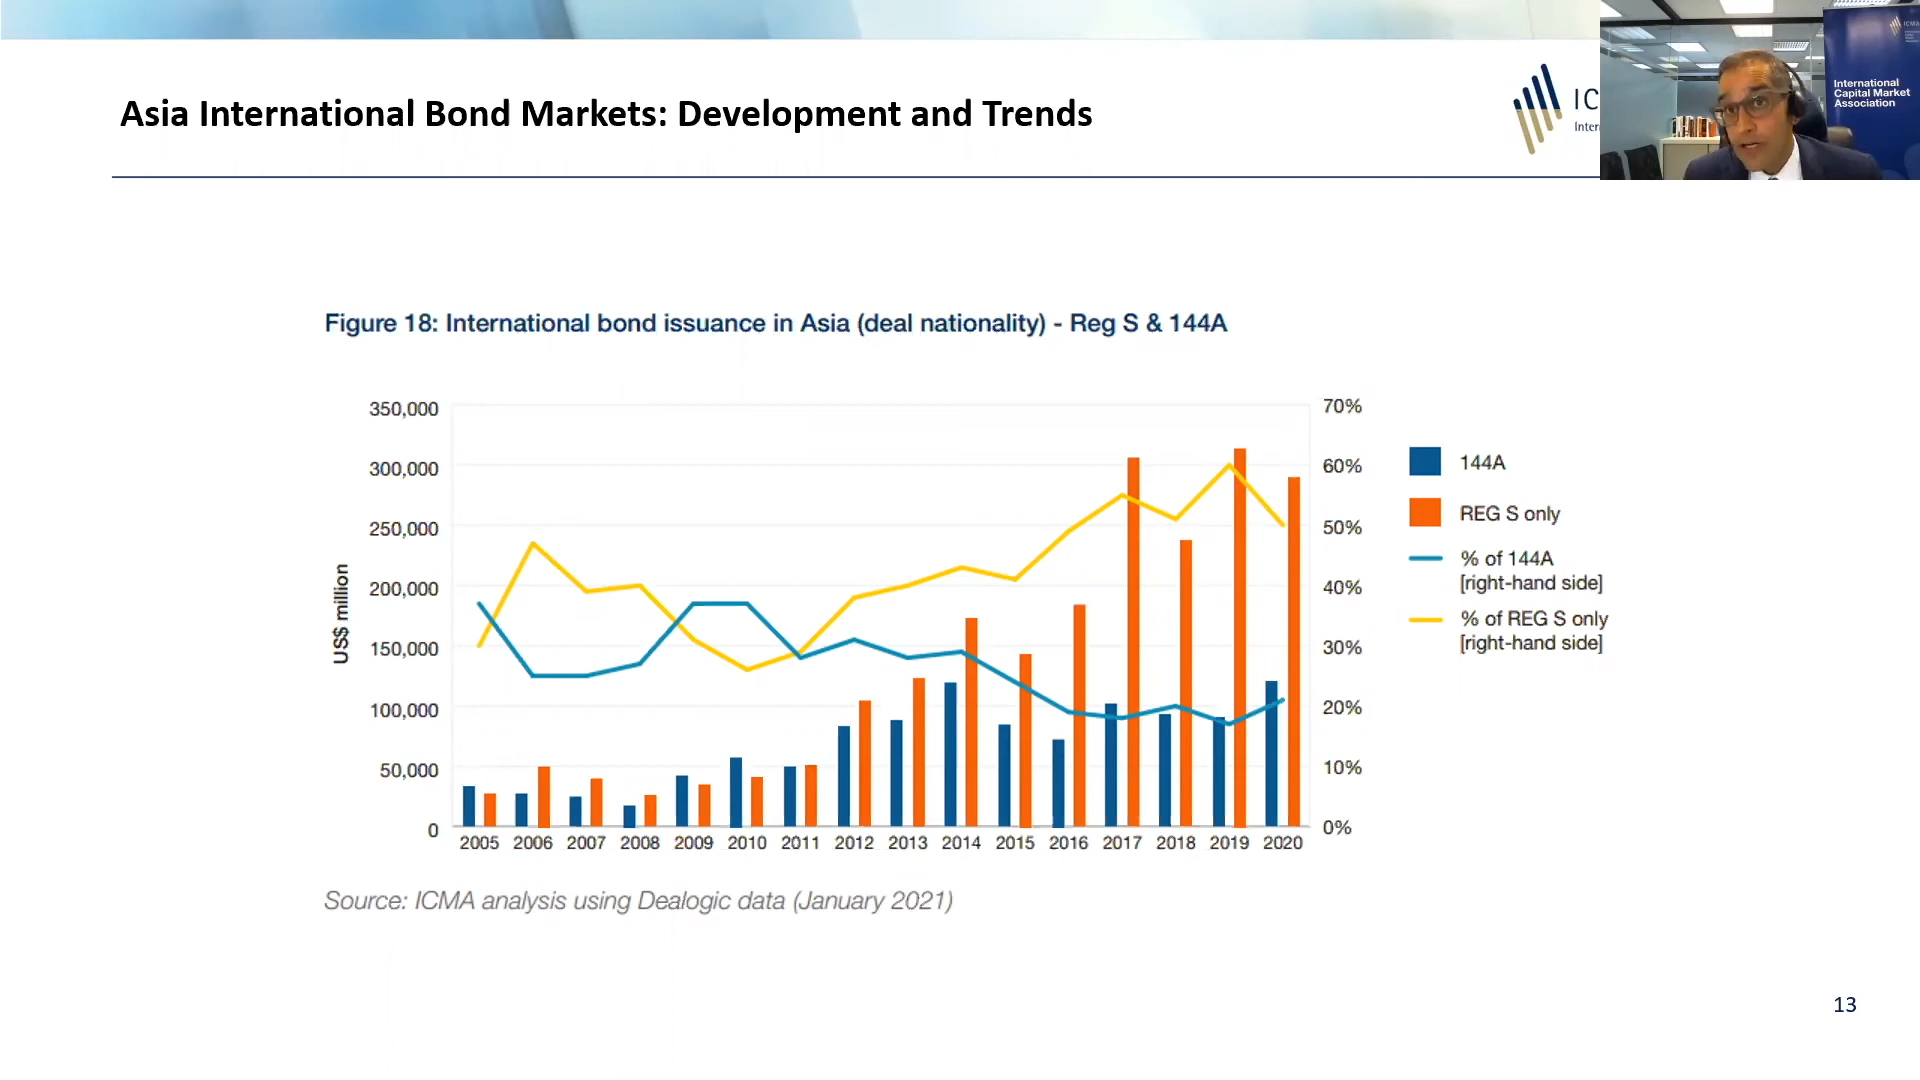 Asia International Bond Markets: Development and Trends
IC
Inter
International
Capital Market
Association
ICMA
Figure 18: International bond issuance in Asia (deal nationality) - Reg S & 144A
US$ million
350,000
300,000
250,000
200,000
150,000
100,000
50,000
0
70%
60%
50%
40%
30%
20%
10%
0%
2005 2006 2007 2008 2009 2010 2011 2012 2013 2014 2015 2016 2017 2018 2019 2020
144A
REG S only
% of 144A
[right-hand side]
% of REG S only
[right-hand side]
Source: ICMA analysis using Dealogic data (January 2021)
13